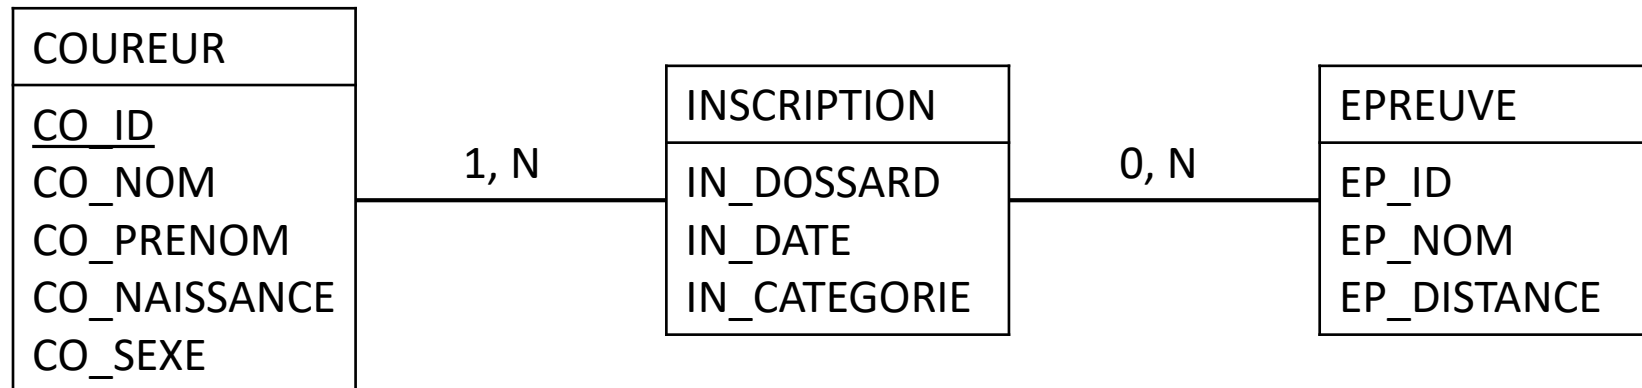 COUREUR
CO_ID
CO_NOM
CO_PRENOM
CO_NAISSANCE
CO_SEXE
1, N
INSCRIPTION
IN_DOSSARD
IN_DATE
IN_CATEGORIE
0, N
EPREUVE
EP_ID
EP_NOM
EP_DISTANCE